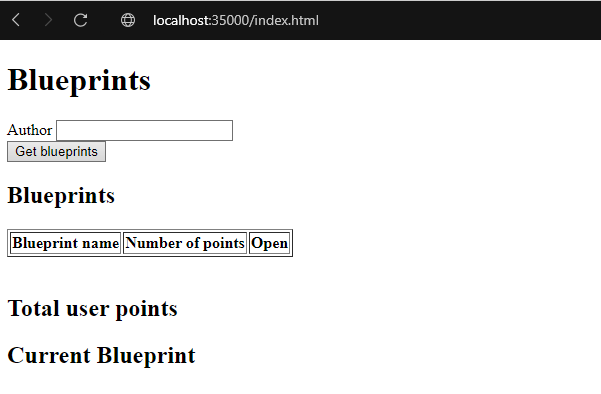 localhost:35000/index.html
Blueprints
Author
Get blueprints
Blueprints
Blueprint name Number of points Open
Total user points
Current Blueprint